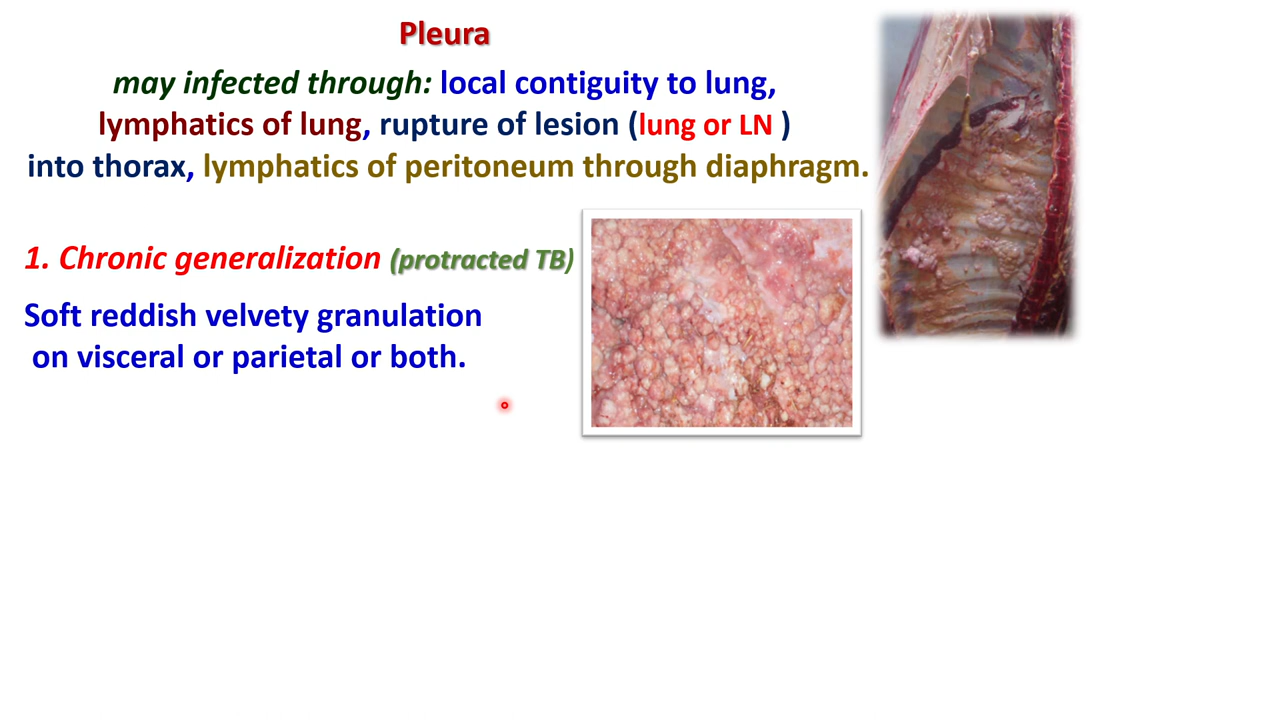 Pleura
may infected through: local contiguity to lung,
lymphatics of lung, rupture of lesion (lung or LN )
into thorax, lymphatics of peritoneum through diaphragm.
1. Chronic generalization (protracted TB)
Soft reddish velvety granulation
on visceral or parietal or both.